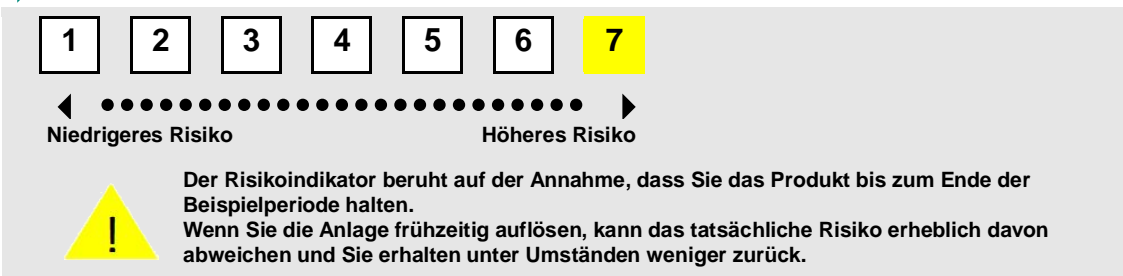 1 2 3 4 5 6 7
Niedrigeres Risiko Höheres Risiko
Der Risikoindikator beruht auf der Annahme, dass Sie das Produkt bis zum Ende der
Beispielperiode halten.
! Wenn Sie die Anlage frühzeitig auflösen, kann das tatsächliche Risiko erheblich davon
abweichen und Sie erhalten unter Umständen weniger zurück.